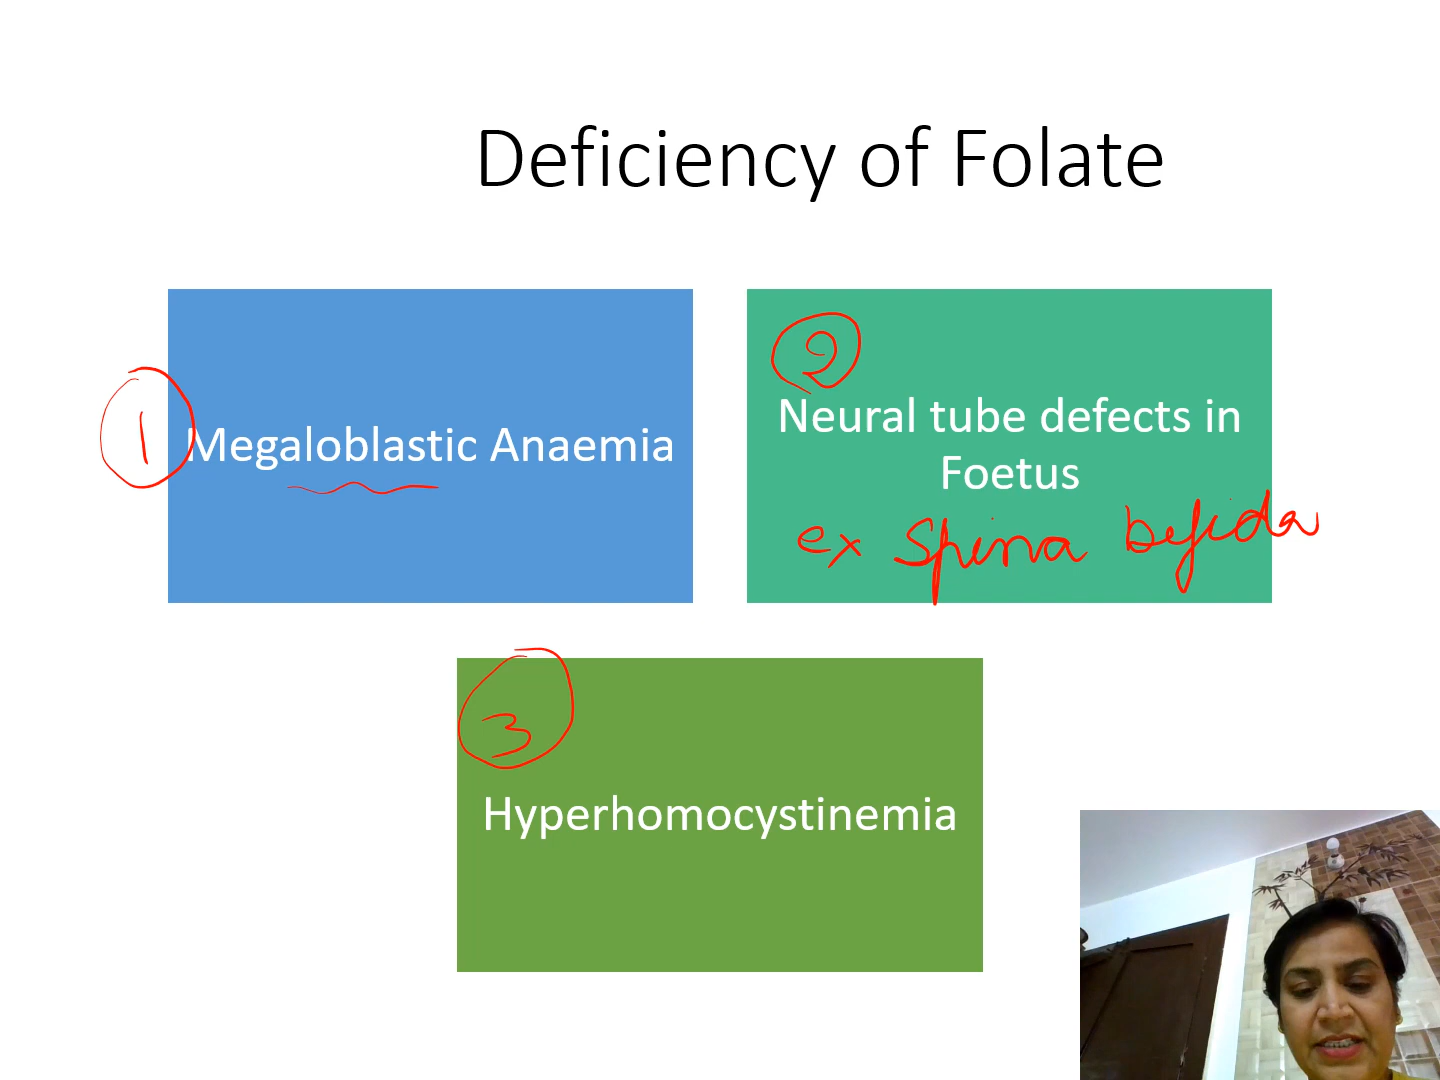 Deficiency of Folate
1
Megaloblastic Anaemia
2
Neural tube defects in
Foetus
ex Spina bifida
3
Hyperhomocystinemia